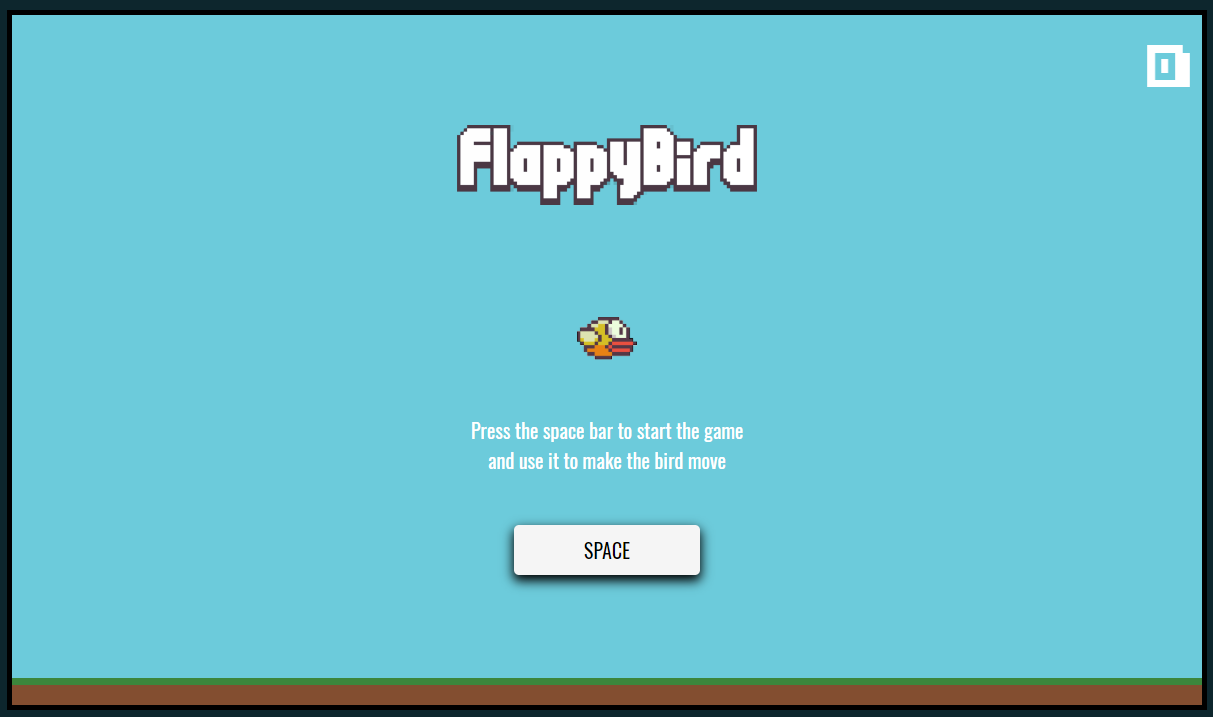 0
FlappyBird
Press the space bar to start the game
and use it to make the bird move
SPACE